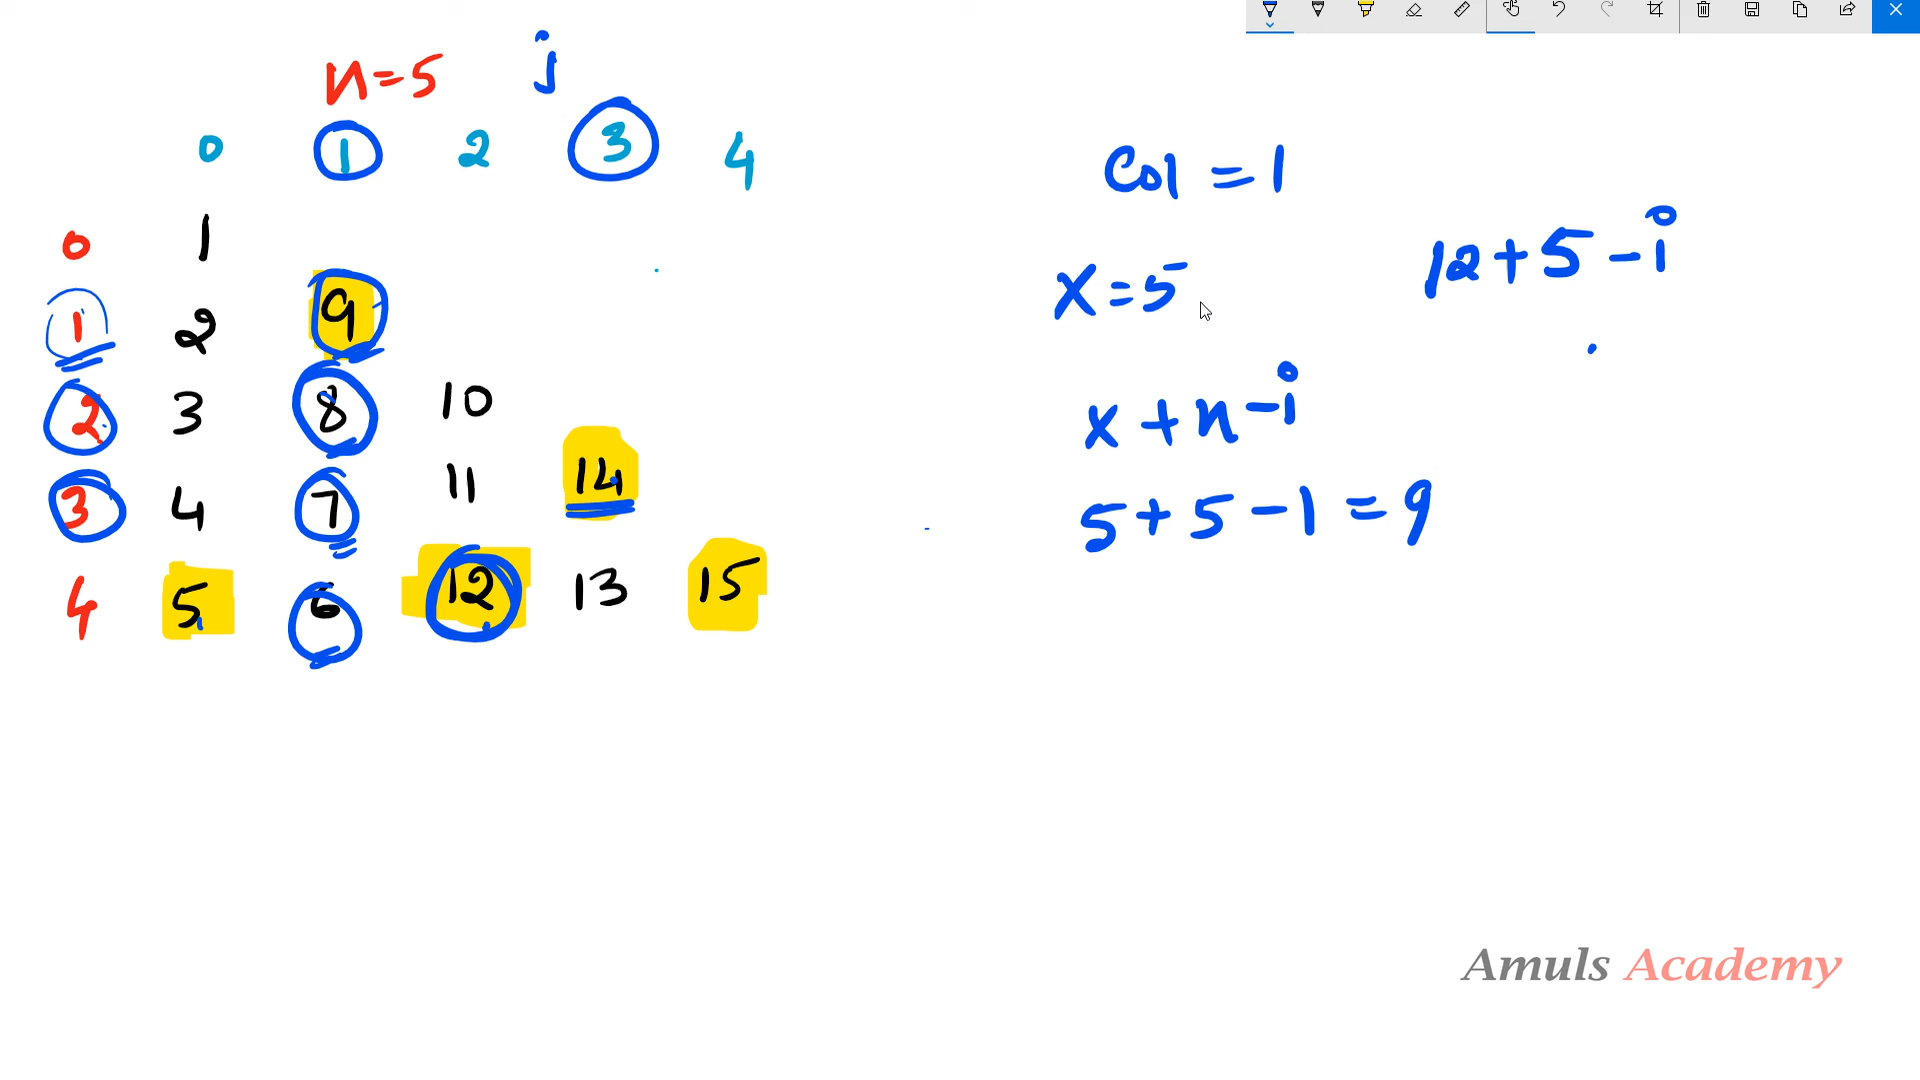 n=5 j
0 1 2 3 4
0 1
1 2 9
2 3 8 10
3 4 7 11 14
4 5 6 12 13 15
Col = 1
x = 5
12 + 5 - i
x + n - i
5 + 5 - 1 = 9
Amuls Academy